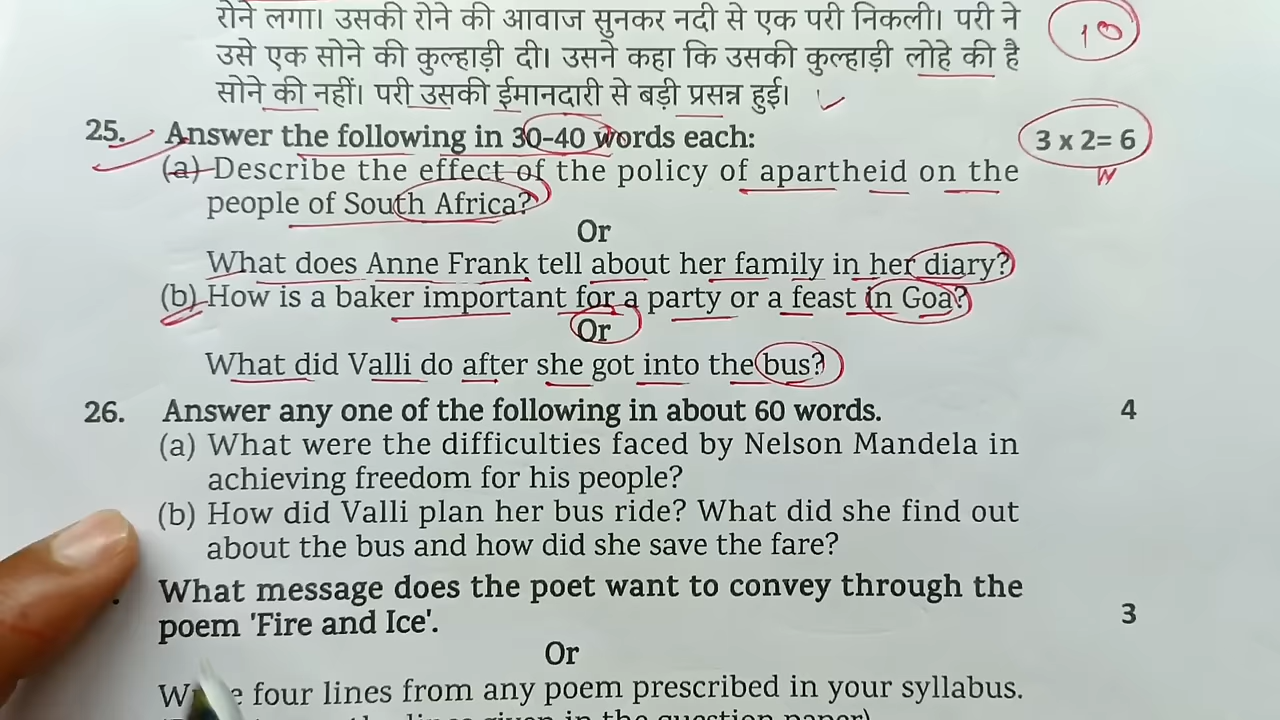 रोने लगा। उसकी रोने की आवाज सुनकर नदी से एक परी निकली। परी ने
उसे एक सोने की कुल्हाड़ी दी। उसने कहा कि उसकी कुल्हाड़ी लोहे की है
10
सोने की नहीं। परी उसकी ईमानदारी से बड़ी प्रसन्न हुई।
25. Answer the following in 30-40 words each: 3 x 2= 6
(a) Describe the effect of the policy of apartheid on the
people of South Africa?
Or
What does Anne Frank tell about her family in her diary?
(b) How is a baker important for a party or a feast in Goa?
Or
What did Valli do after she got into the bus?
26. Answer any one of the following in about 60 words. 4
(a) What were the difficulties faced by Nelson Mandela in
achieving freedom for his people?
(b) How did Valli plan her bus ride? What did she find out
about the bus and how did she save the fare?
What message does the poet want to convey through the
poem 'Fire and Ice'. 3
Or
four lines from any poem prescribed in your syllabus.
the lines given in the question paper)